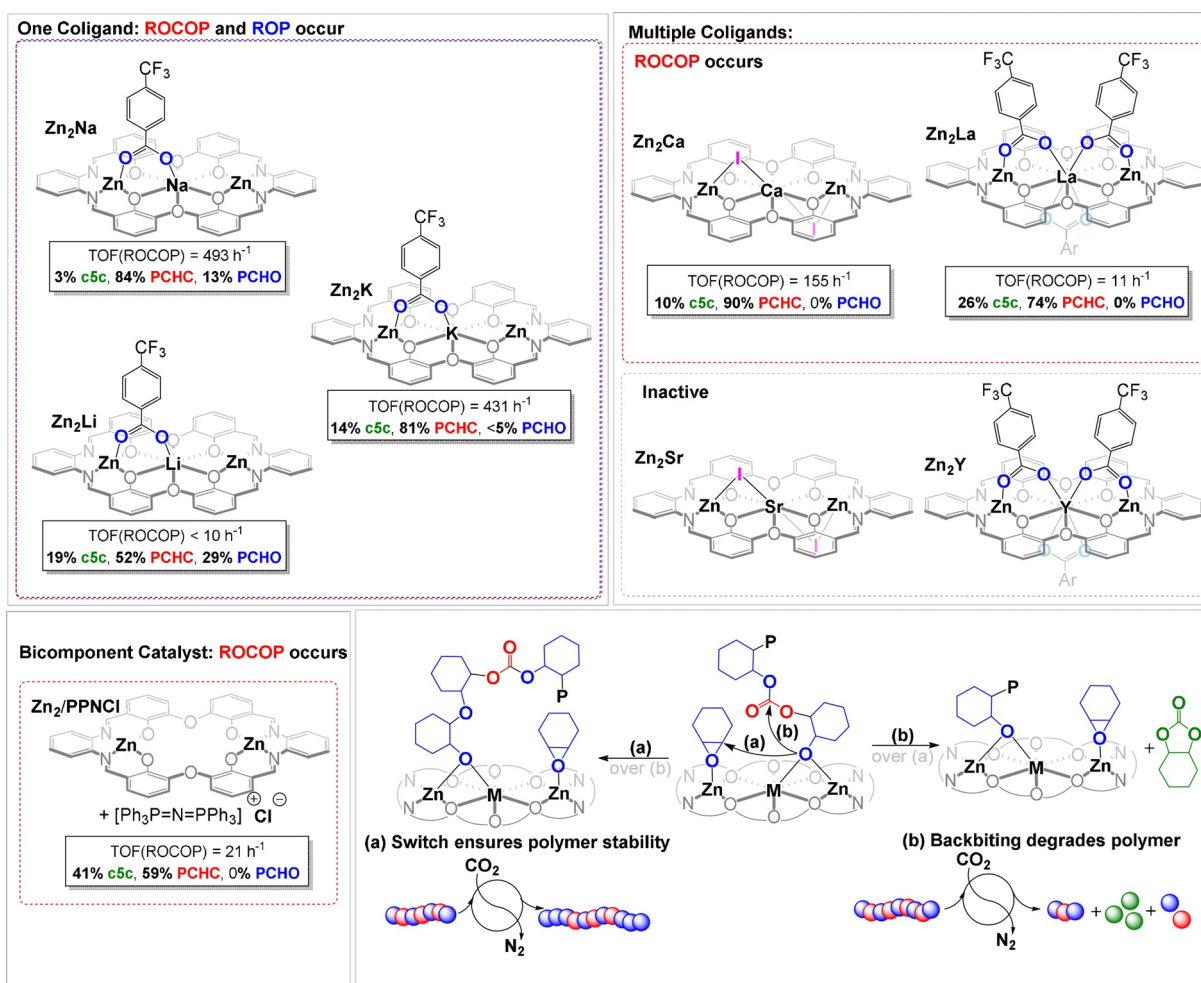 One Coligand: ROCOP and ROP occur
CF3
Zn2Na
O O
N Zn Na Zn N
O O O
TOF(ROCOP) = 493 h-1
3% c5c, 84% PCHC, 13% PCHO
CF3
Zn2K
O O
N Zn K Zn N
O O O
TOF(ROCOP) = 431 h-1
14% c5c, 81% PCHC, <5% PCHO
CF3
Zn2Li
O O
N Zn Li Zn N
O O O
TOF(ROCOP) < 10 h-1
19% c5c, 52% PCHC, 29% PCHO
Multiple Coligands:
ROCOP occurs
Zn2Ca
I
N Zn Ca Zn N
O O O
I
TOF(ROCOP) = 155 h-1
10% c5c, 90% PCHC, 0% PCHO
F3C CF3
Zn2La
O O O O
N Zn La Zn N
O O O
O O
Ar
TOF(ROCOP) = 11 h-1
26% c5c, 74% PCHC, 0% PCHO
Inactive
Zn2Sr
I
N Zn Sr Zn N
O O O
I
F3C CF3
Zn2Y
O O O O
N Zn Y Zn N
O O O
O O
Ar
Bicomponent Catalyst: ROCOP occurs
Zn2/PPNCl
N O O N
N Zn Zn N
O O O
+ [Ph3P=N=PPh3] Cl
⊕ ⊖
TOF(ROCOP) = 21 h-1
41% c5c, 59% PCHC, 0% PCHO
O
O O
P
O
O O
Zn M Zn
N O O O N
(a)
over (b)
P
O
O O
(b)
(a)
O O
Zn M Zn
N O O O N
(b)
over (a)
P
O O
Zn M Zn
N O O O N
+
O
O O
(a) Switch ensures polymer stability
CO2
N2
(b) Backbiting degrades polymer
CO2
N2
+ +